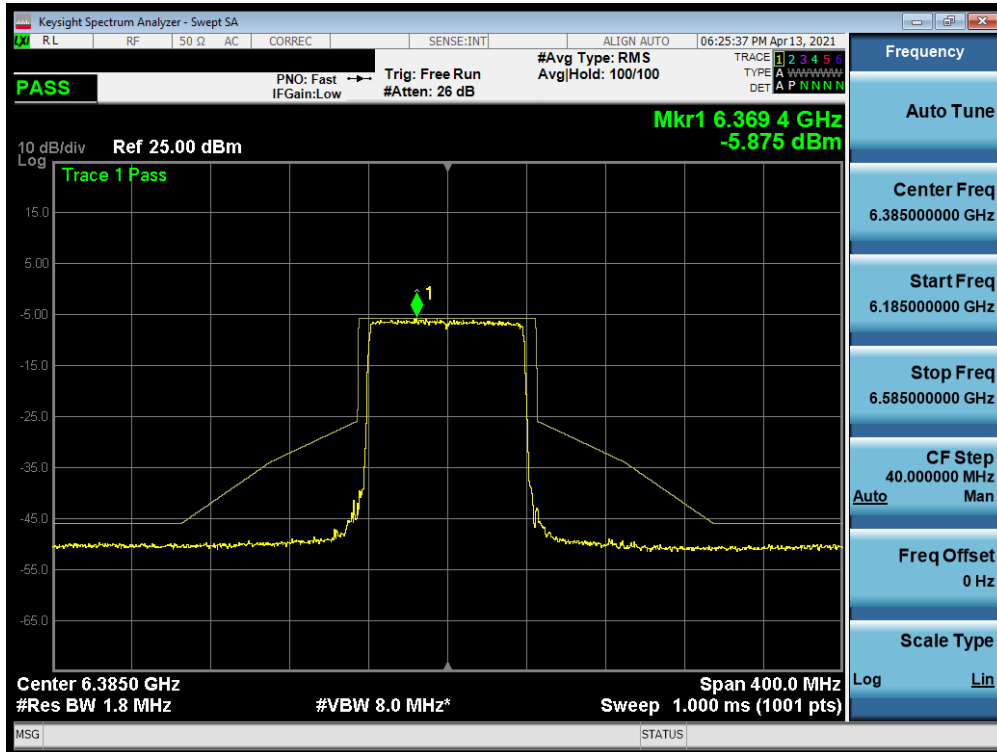 Keysight Spectrum Analyzer - Swept SA
LXI RL RF 50 Ω AC CORREC SENSE:INT ALIGN AUTO 06:25:37 PM Apr 13, 2021
PASS
PNO: Fast
IFGain:Low
Trig: Free Run
#Atten: 26 dB
#Avg Type: RMS
Avg|Hold: 100/100
TRACE 1 2 3 4 5 6
TYPE A WWWWW
DET A P N N N N
Mkr1 6.369 4 GHz
-5.875 dBm
10 dB/div Ref 25.00 dBm
Log
Trace 1 Pass
15.0
5.00
1
-5.00
-15.0
-25.0
-35.0
-45.0
-55.0
-65.0
Center 6.3850 GHz Span 400.0 MHz
#Res BW 1.8 MHz #VBW 8.0 MHz* Sweep 1.000 ms (1001 pts)
MSG STATUS
Frequency
Auto Tune
Center Freq
6.385000000 GHz
Start Freq
6.185000000 GHz
Stop Freq
6.585000000 GHz
CF Step
40.000000 MHz
Auto Man
Freq Offset
0 Hz
Scale Type
Log Lin